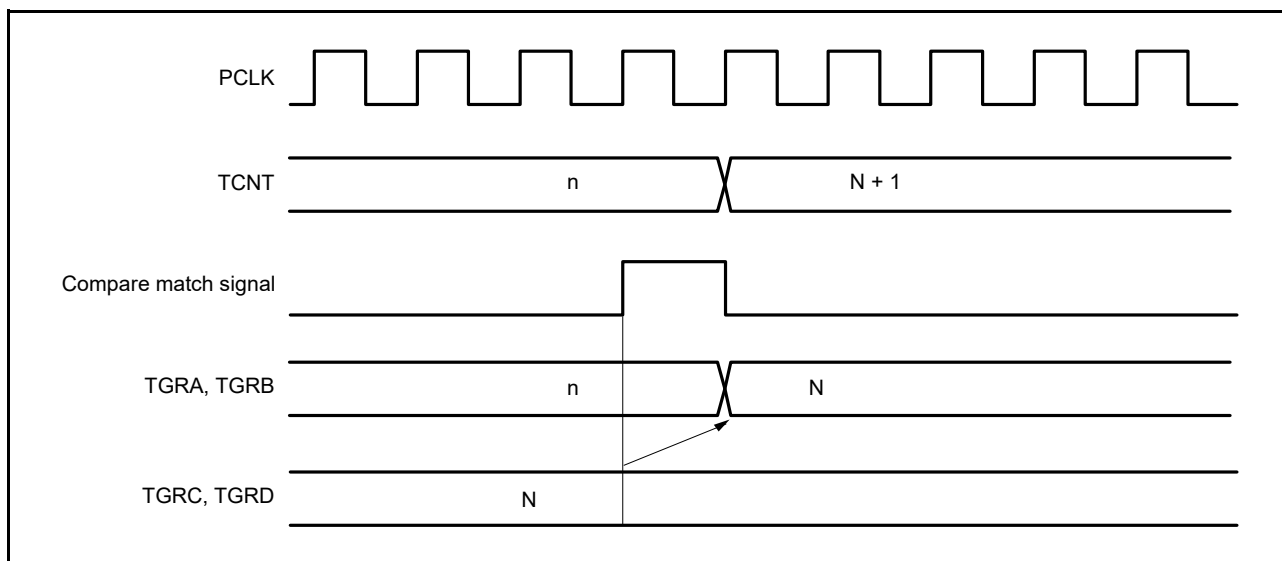 PCLK
TCNT
n
N + 1
Compare match signal
TGRA, TGRB
n
N
TGRC, TGRD
N